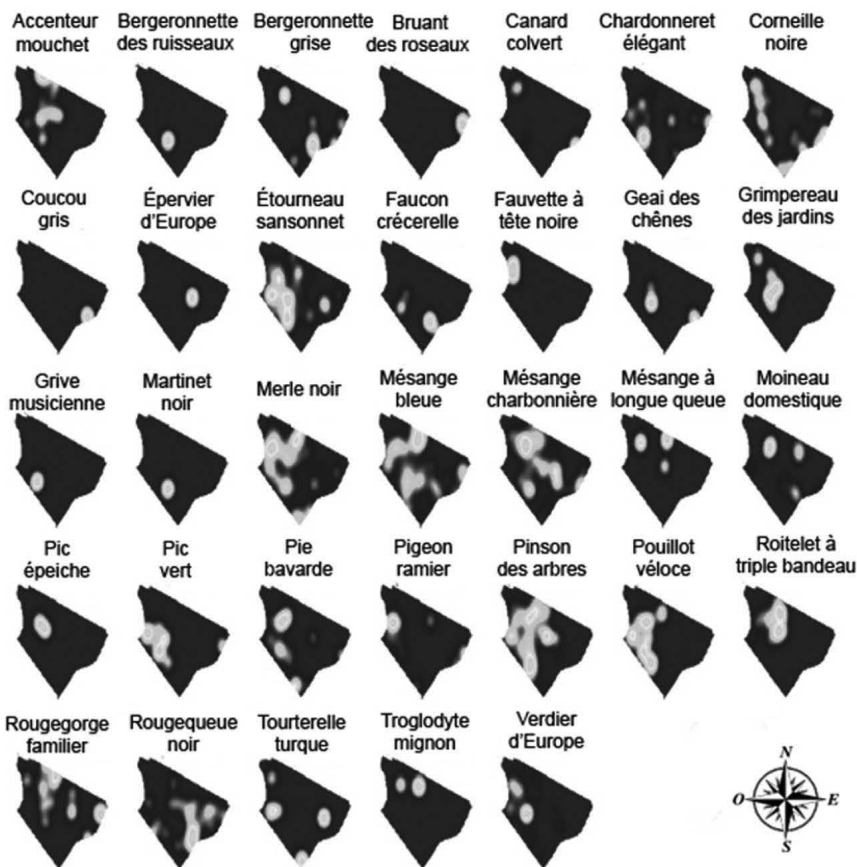 Accenteur
mouchet
Bergeronnette
des ruisseaux
Bergeronnette
grise
Bruant
des roseaux
Canard
colvert
Chardonneret
élégant
Corneille
noire
Coucou
gris
Épervier
d'Europe
Étourneau
sansonnet
Faucon
crécerelle
Fauvette à
tête noire
Geai des
chênes
Grimpereau
des jardins
Grive
musicienne
Martinet
noir
Merle noir
Mésange
bleue
Mésange
charbonnière
Mésange à
longue queue
Moineau
domestique
Pic
épeiche
Pic
vert
Pie
bavarde
Pigeon
ramier
Pinson
des arbres
Pouillot
véloce
Roitelet à
triple bandeau
Rougegorge
familier
Rougequeue
noir
Tourterelle
turque
Troglodyte
mignon
Verdier
d'Europe
N
O
E
S